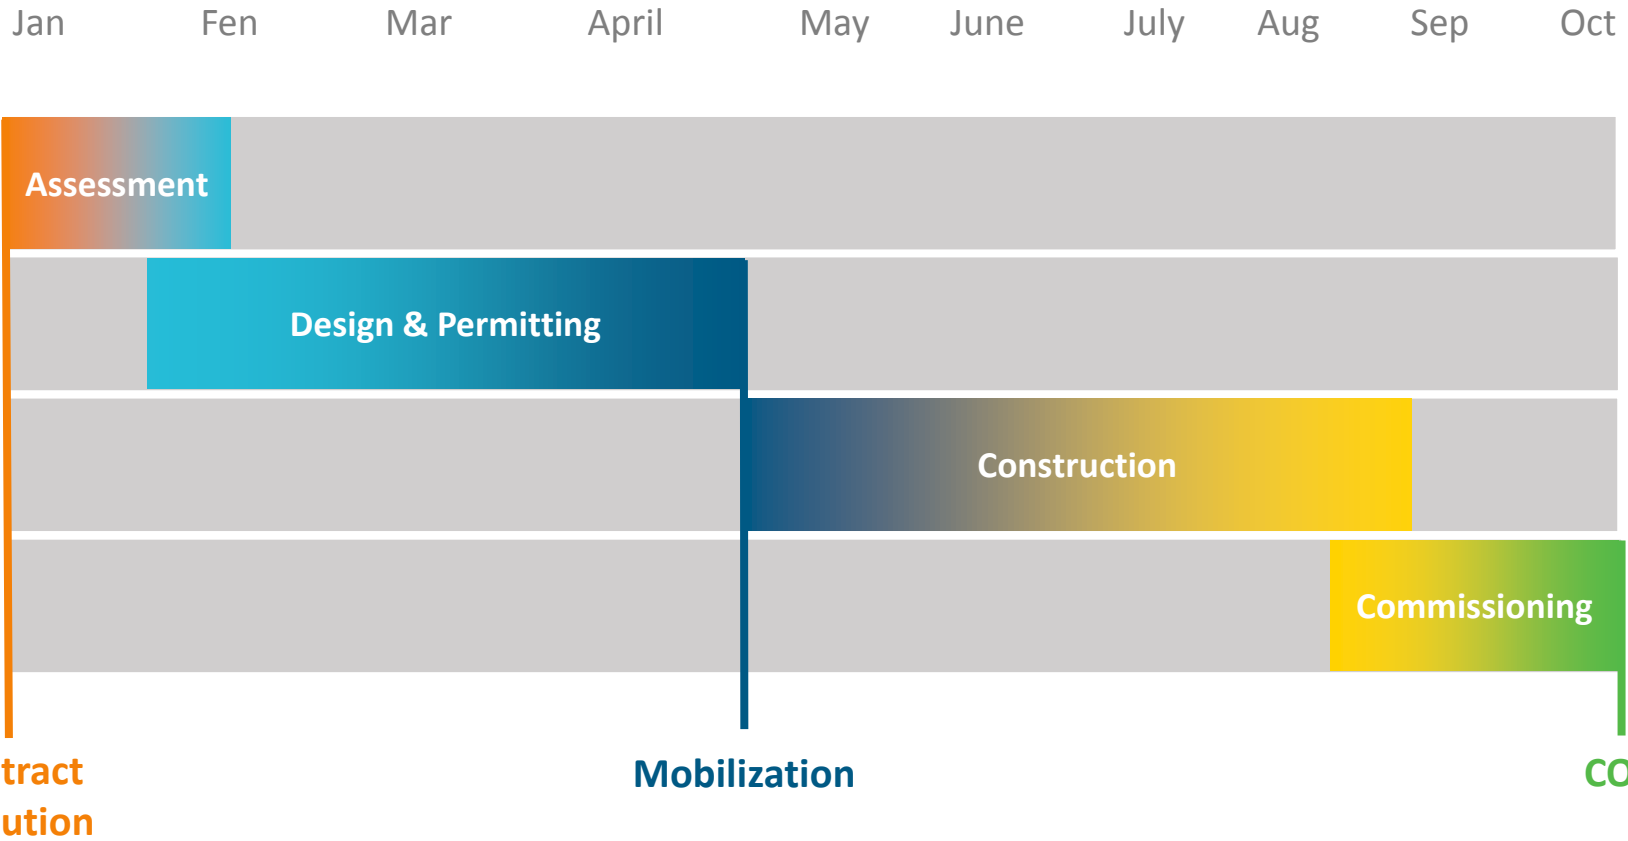 Jan Fen Mar April May June July Aug Sep Oct
Assessment
Design & Permitting
Construction
Commissioning
tract
ution
Mobilization
CO